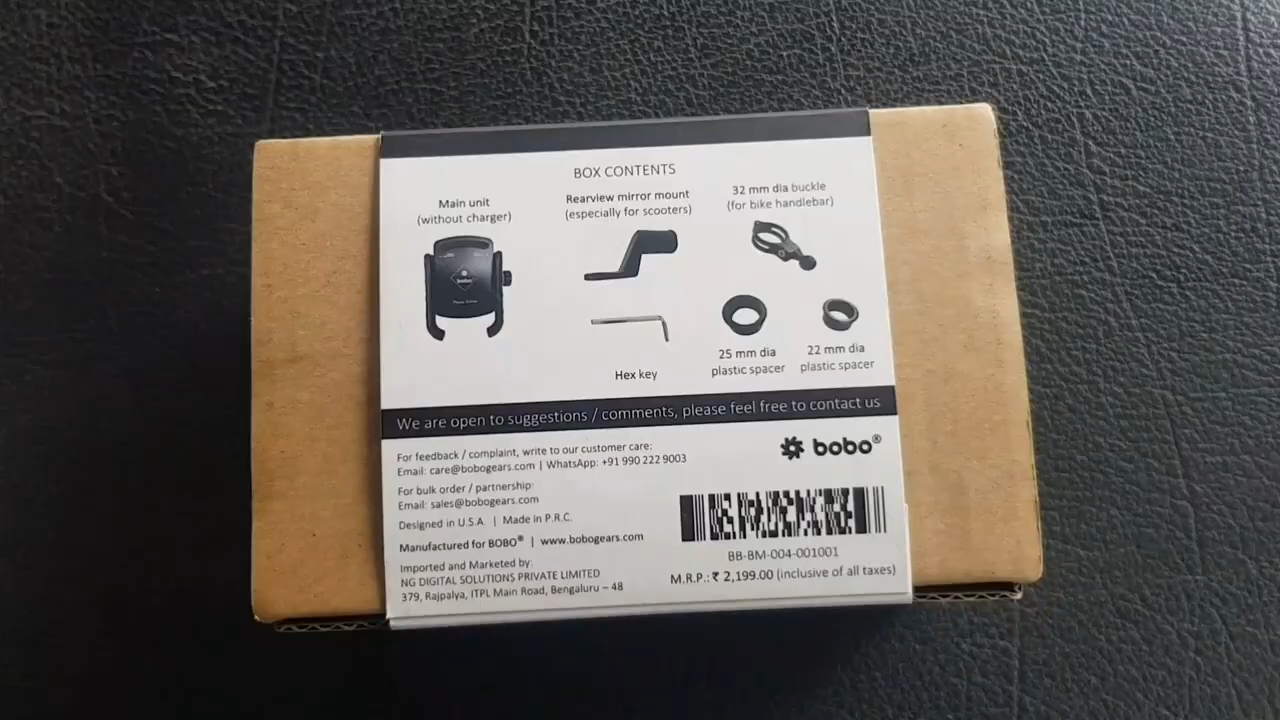 BOX CONTENTS
Main unit
(without charger)
Rearview mirror mount
(especially for scooters)
32 mm dia buckle
(for bike handlebar)
Hex key
25 mm dia
plastic spacer
22 mm dia
plastic spacer
We are open to suggestions / comments, please feel free to contact us
For feedback / complaint, write to our customer care:
Email: care@bobogears.com | WhatsApp: +91 990 222 9003
For bulk order / partnership:
Email: sales@bobogears.com
Designed in U.S.A. | Made in P.R.C.
Manufactured for BOBO® | www.bobogears.com
Imported and Marketed by:
NG DIGITAL SOLUTIONS PRIVATE LIMITED
379, Rajpalya, ITPL Main Road, Bengaluru – 48
bobo®
BB-BM-004-001001
M.R.P.: ₹ 2,199.00 (inclusive of all taxes)